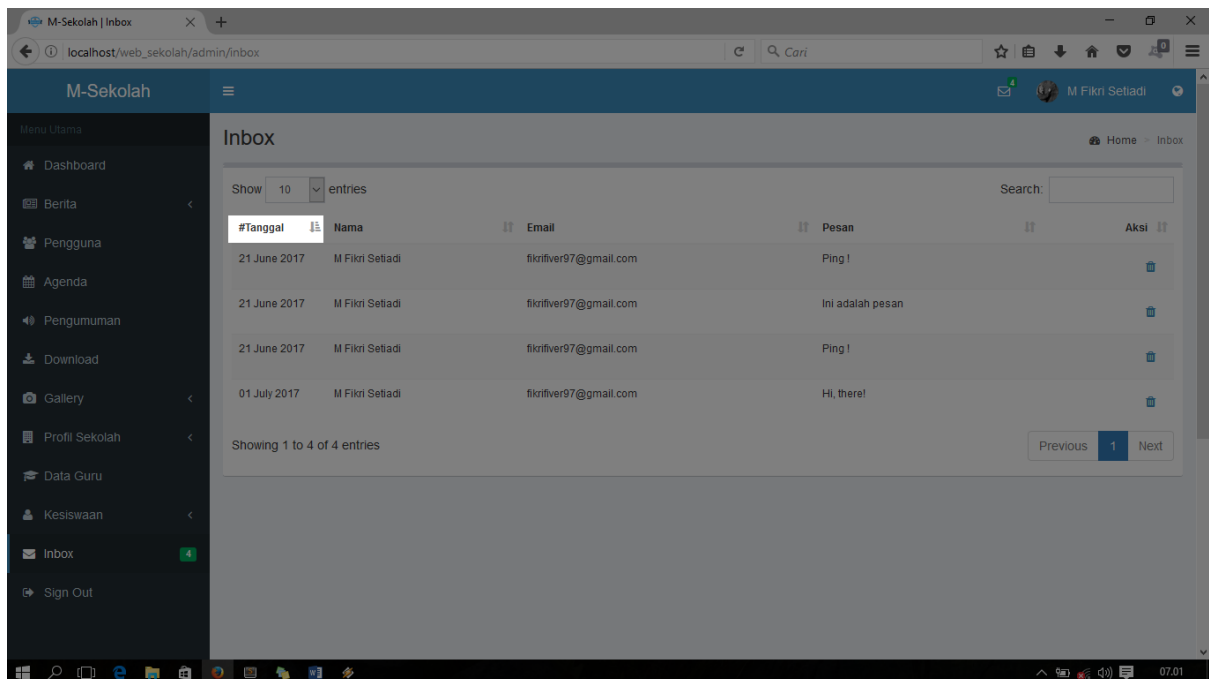 M-Sekolah | Inbox
localhost/web_sekolah/admin/inbox
Cari
0
M-Sekolah
4
M Fikri Setiadi
Menu Utama
Dashboard
Berita
Pengguna
Agenda
Pengumuman
Download
Gallery
Profil Sekolah
Data Guru
Kesiswaan
Inbox 4
Sign Out
Inbox
Home > Inbox
Show 10 entries
Search:
#Tanggal Nama Email Pesan Aksi
21 June 2017 M Fikri Setiadi fikrifiver97@gmail.com Ping !
21 June 2017 M Fikri Setiadi fikrifiver97@gmail.com Ini adalah pesan
21 June 2017 M Fikri Setiadi fikrifiver97@gmail.com Ping !
01 July 2017 M Fikri Setiadi fikrifiver97@gmail.com Hi, there!
Showing 1 to 4 of 4 entries
Previous 1 Next
07.01